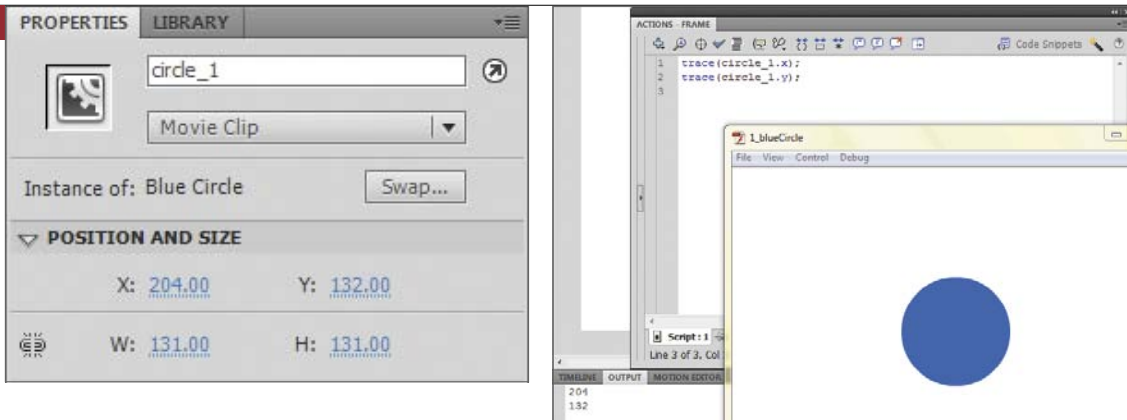 PROPERTIES LIBRARY
circle_1
Movie Clip
Instance of: Blue Circle Swap...
POSITION AND SIZE
X: 204.00 Y: 132.00
W: 131.00 H: 131.00
ACTIONS - FRAME
Code Snippets
1 trace(circle_1.x);
2 trace(circle_1.y);
3
1_blueCircle
File View Control Debug
Script : 1
Line 3 of 3, Col
TIMELINE OUTPUT MOTION EDITOR
204
132